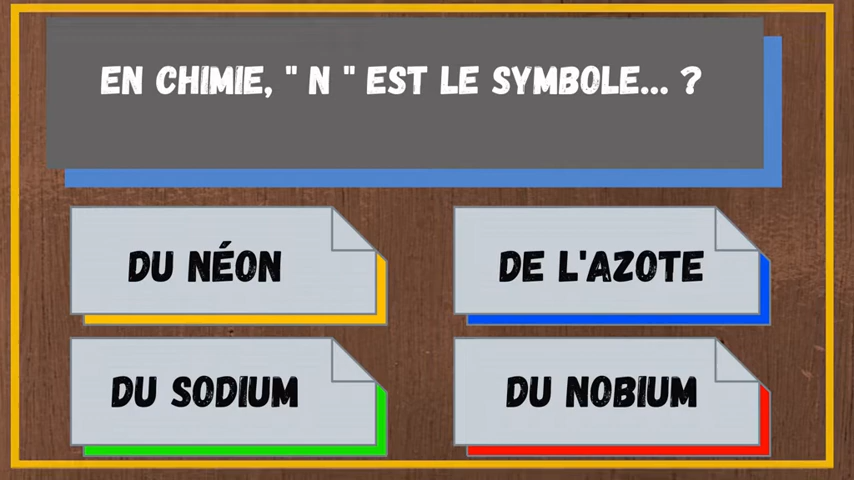 EN CHIMIE, " N " EST LE SYMBOLE... ?
DU NÉON
DE L'AZOTE
DU SODIUM
DU NOBIUM